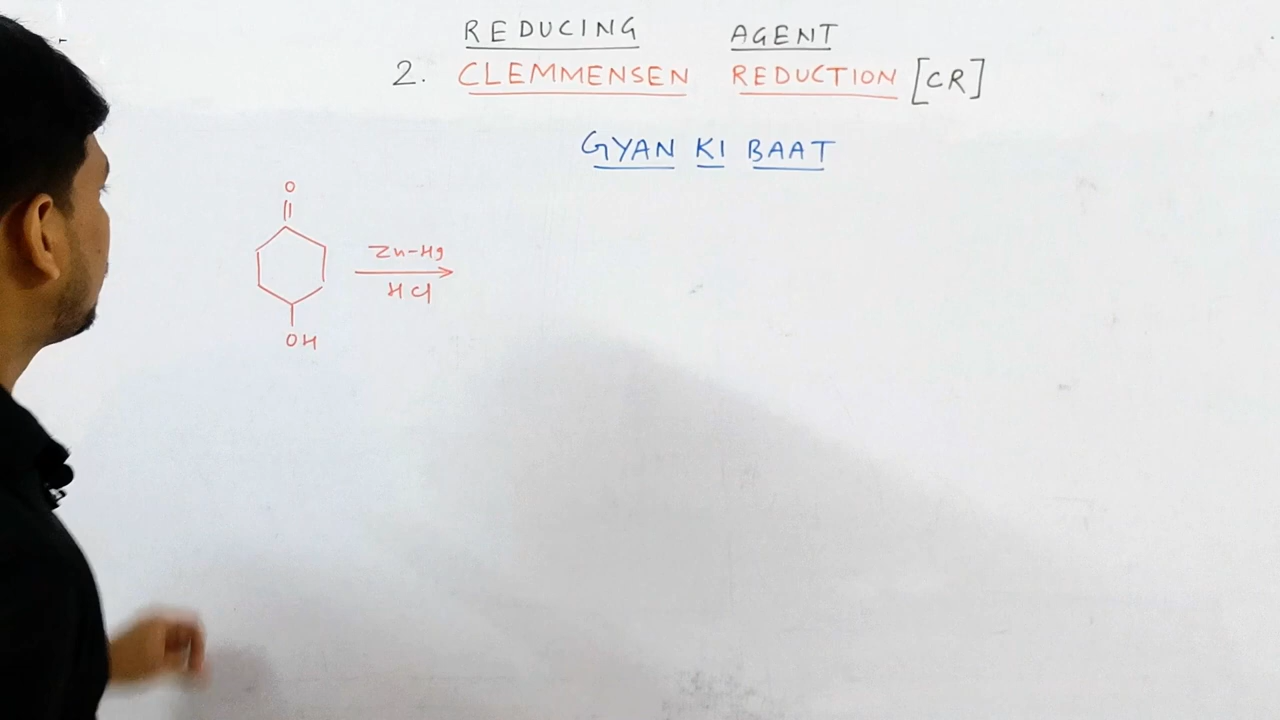 REDUCING AGENT
2. CLEMMENSEN REDUCTION [CR]
GYAN KI BAAT
O
Zn-Hg
HCl
OH